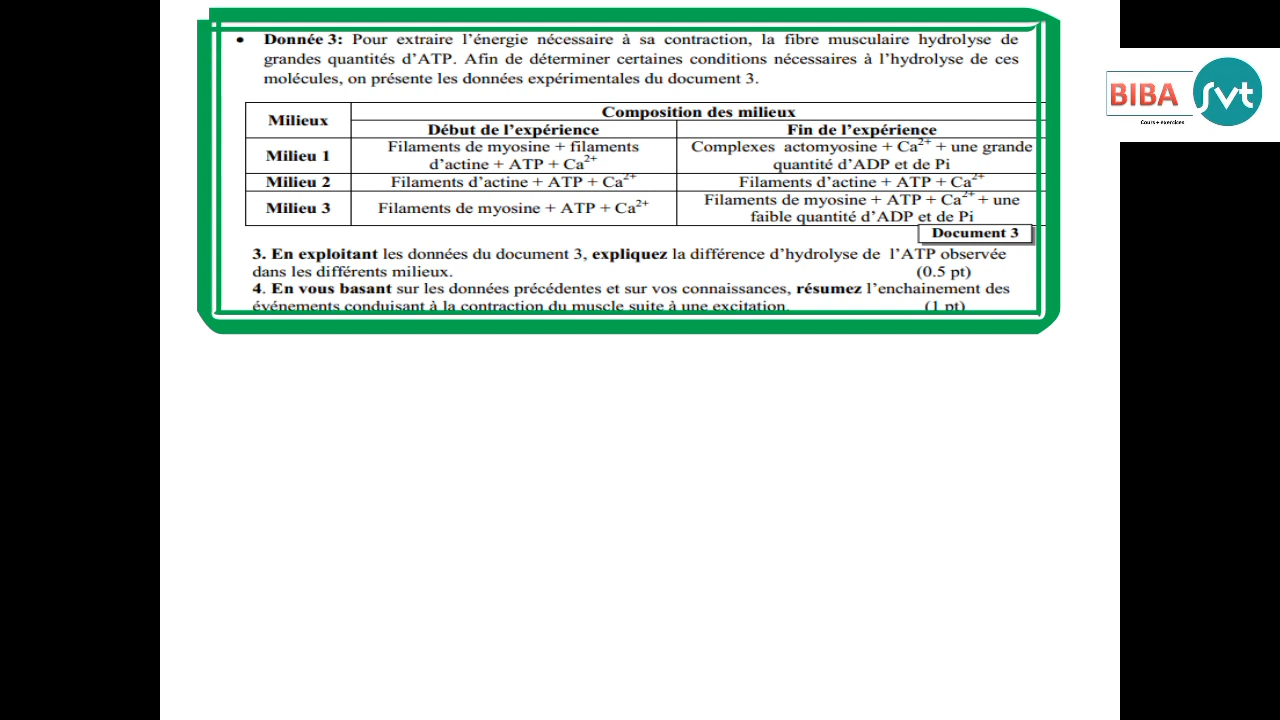 • Donnée 3: Pour extraire l'énergie nécessaire à sa contraction, la fibre musculaire hydrolyse de
grandes quantités d'ATP. Afin de déterminer certaines conditions nécessaires à l'hydrolyse de ces
molécules, on présente les données expérimentales du document 3.
BIBA svt
Cours + exercices
Milieux
Composition des milieux
Début de l'expérience
Fin de l'expérience
Milieu 1
Filaments de myosine + filaments
d'actine + ATP + Ca²⁺
Complexes actomyosine + Ca²⁺ + une grande
quantité d'ADP et de Pi
Milieu 2
Filaments d'actine + ATP + Ca²⁺
Filaments d'actine + ATP + Ca²⁺
Milieu 3
Filaments de myosine + ATP + Ca²⁺
Filaments de myosine + ATP + Ca²⁺ + une
faible quantité d'ADP et de Pi
Document 3
3. En exploitant les données du document 3, expliquez la différence d'hydrolyse de l'ATP observée
dans les différents milieux. (0.5 pt)
4. En vous basant sur les données précédentes et sur vos connaissances, résumez l'enchainement des
événements conduisant à la contraction du muscle suite à une excitation. (1 pt)